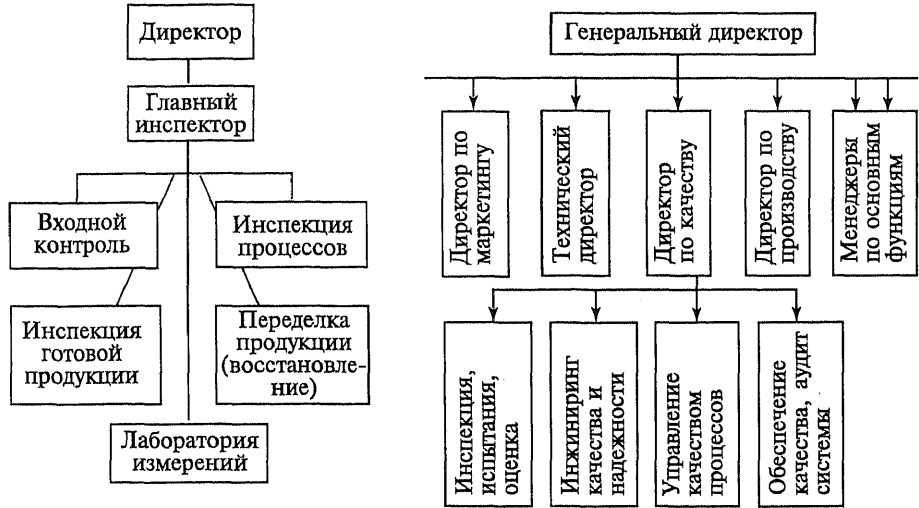 Директор
Главный
инспектор
Входной
контроль
Инспекция
процессов
Инспекция
готовой
продукции
Переделка
продукции
(восстановле-
ние)
Лаборатория
измерений
Генеральный директор
Директор по
маркетингу
Технический
директор
Директор
по качеству
Директор по
производству
Менеджеры
по основным
функциям
Инспекция,
испытания,
оценка
Инжиниринг
качества и
надежности
Управление
качеством
процессов
Обеспечение
качества, аудит
системы